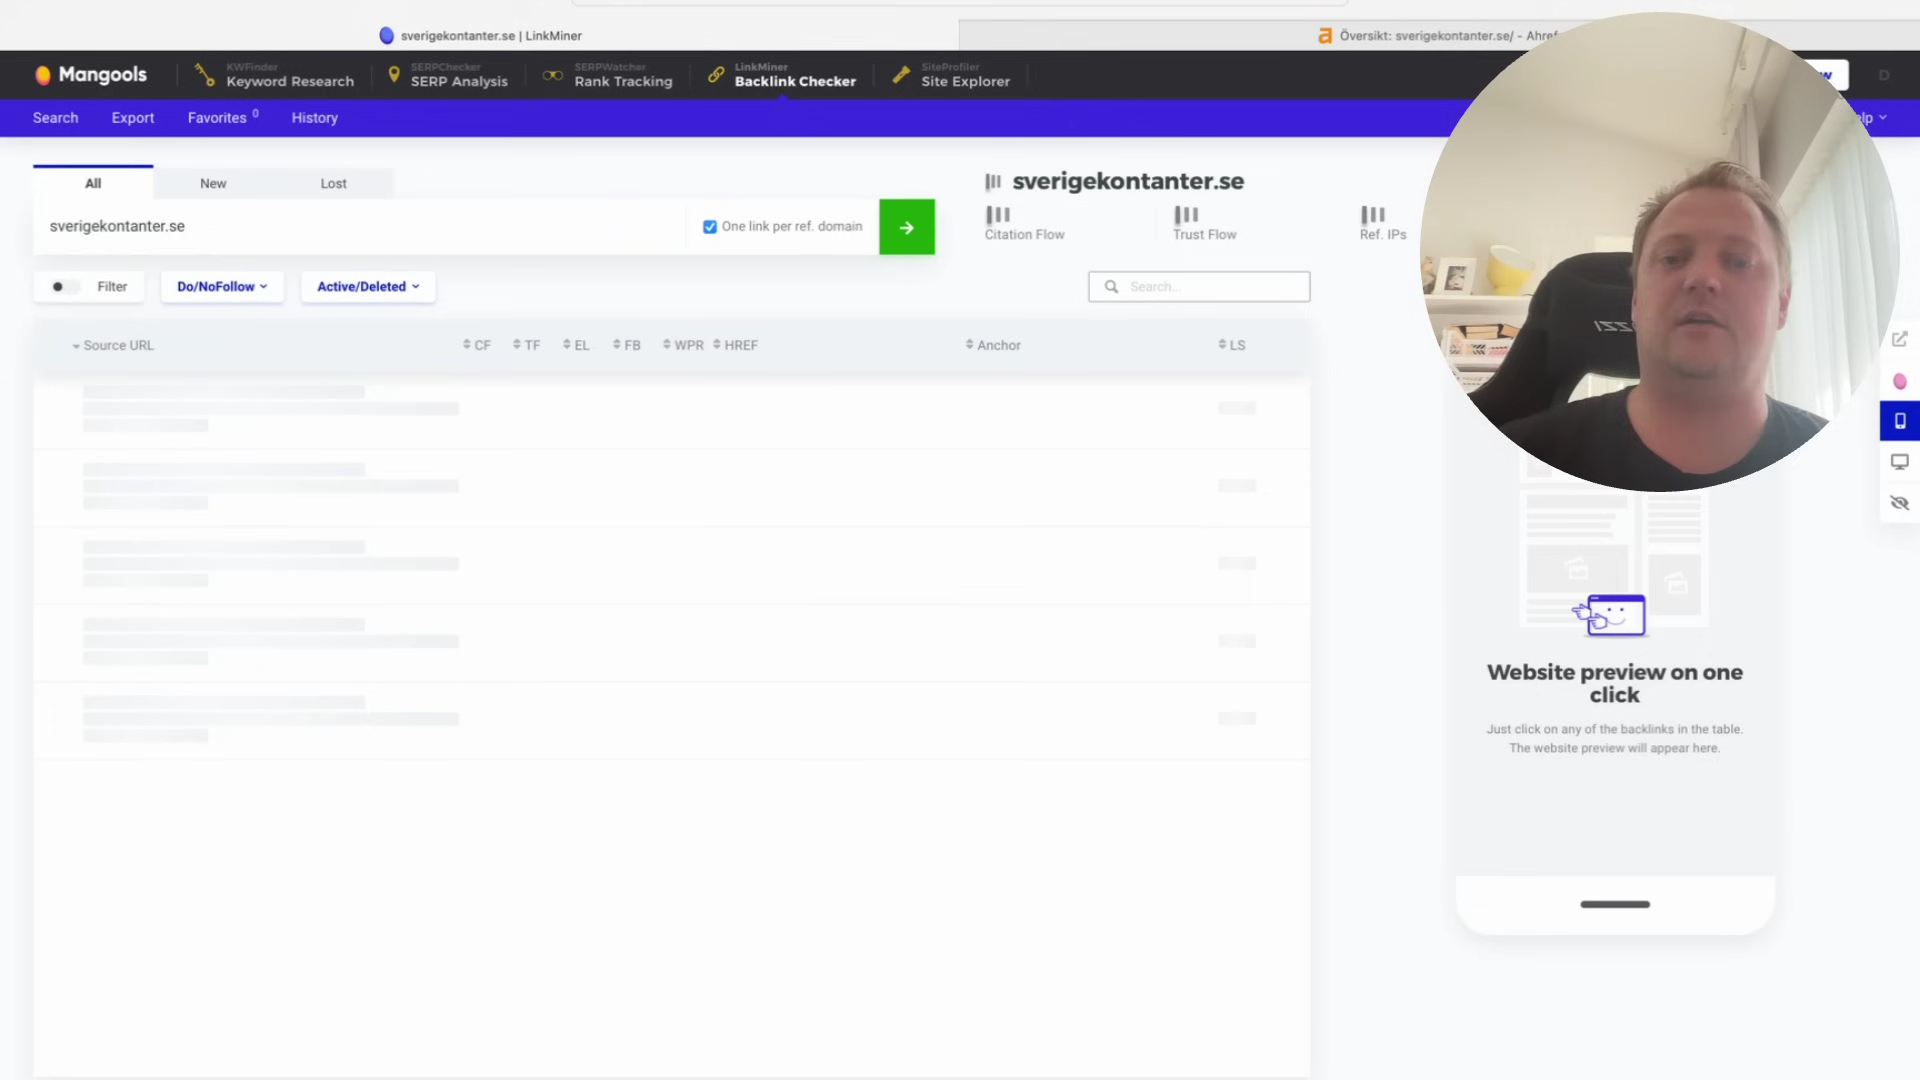 sverigekontanter.se | LinkMiner
Översikt: sverigekontanter.se/ - Ahref
Mangools
KWFinder
Keyword Research
SERPChecker
SERP Analysis
SERPWatcher
Rank Tracking
LinkMiner
Backlink Checker
SiteProfiler
Site Explorer
D
Search
Export
Favorites 0
History
All
New
Lost
sverigekontanter.se
One link per ref. domain
sverigekontanter.se
Citation Flow
Trust Flow
Ref. IPs
Filter
Do/NoFollow
Active/Deleted
Search...
Source URL
CF
TF
EL
FB
WPR
HREF
Anchor
LS
Website preview on one
click
Just click on any of the backlinks in the table.
The website preview will appear here.